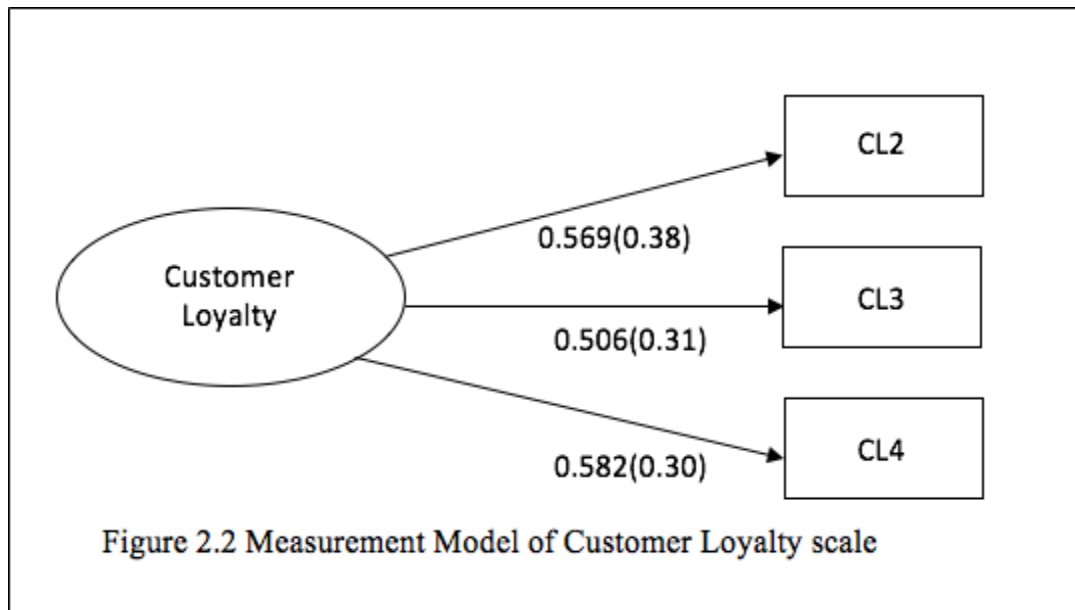 CL2
0.569(0.38)
Customer
Loyalty
CL3
0.506(0.31)
CL4
0.582(0.30)
Figure 2.2 Measurement Model of Customer Loyalty scale